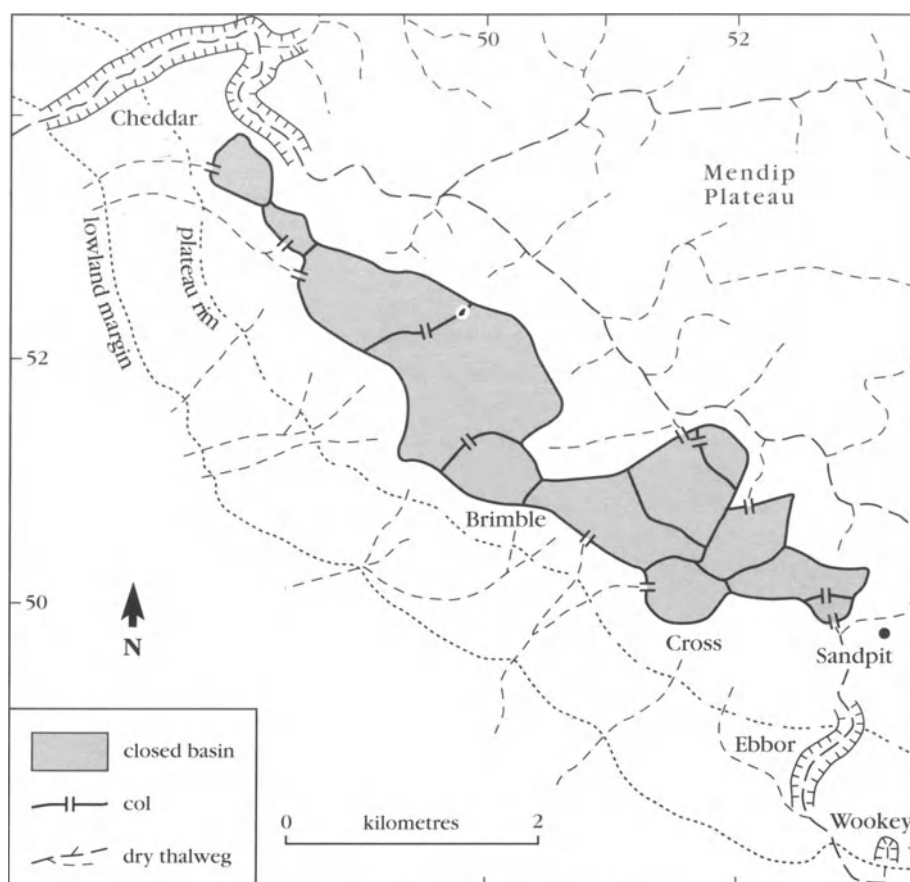 50
52
Cheddar
Mendip
Plateau
lowland margin
plateau rim
52
Brimble
50
N
Cross
Sandpit
Ebbor
Wookey
closed basin
col
dry thalweg
0
kilometres
2